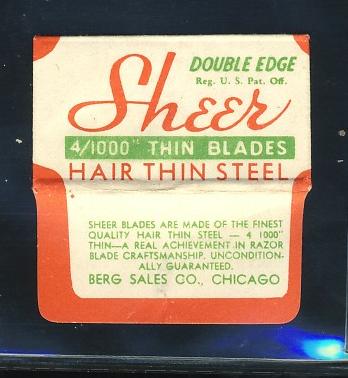 DOUBLE EDGE
Reg. U. S. Pat. Off.
Sheer
4/1000" THIN BLADES
HAIR THIN STEEL
SHEER BLADES ARE MADE OF THE FINEST
QUALITY HAIR THIN STEEL — 4 1000"
THIN—A REAL ACHIEVEMENT IN RAZOR
BLADE CRAFTSMANSHIP. UNCONDITION-
ALLY GUARANTEED.
BERG SALES CO., CHICAGO